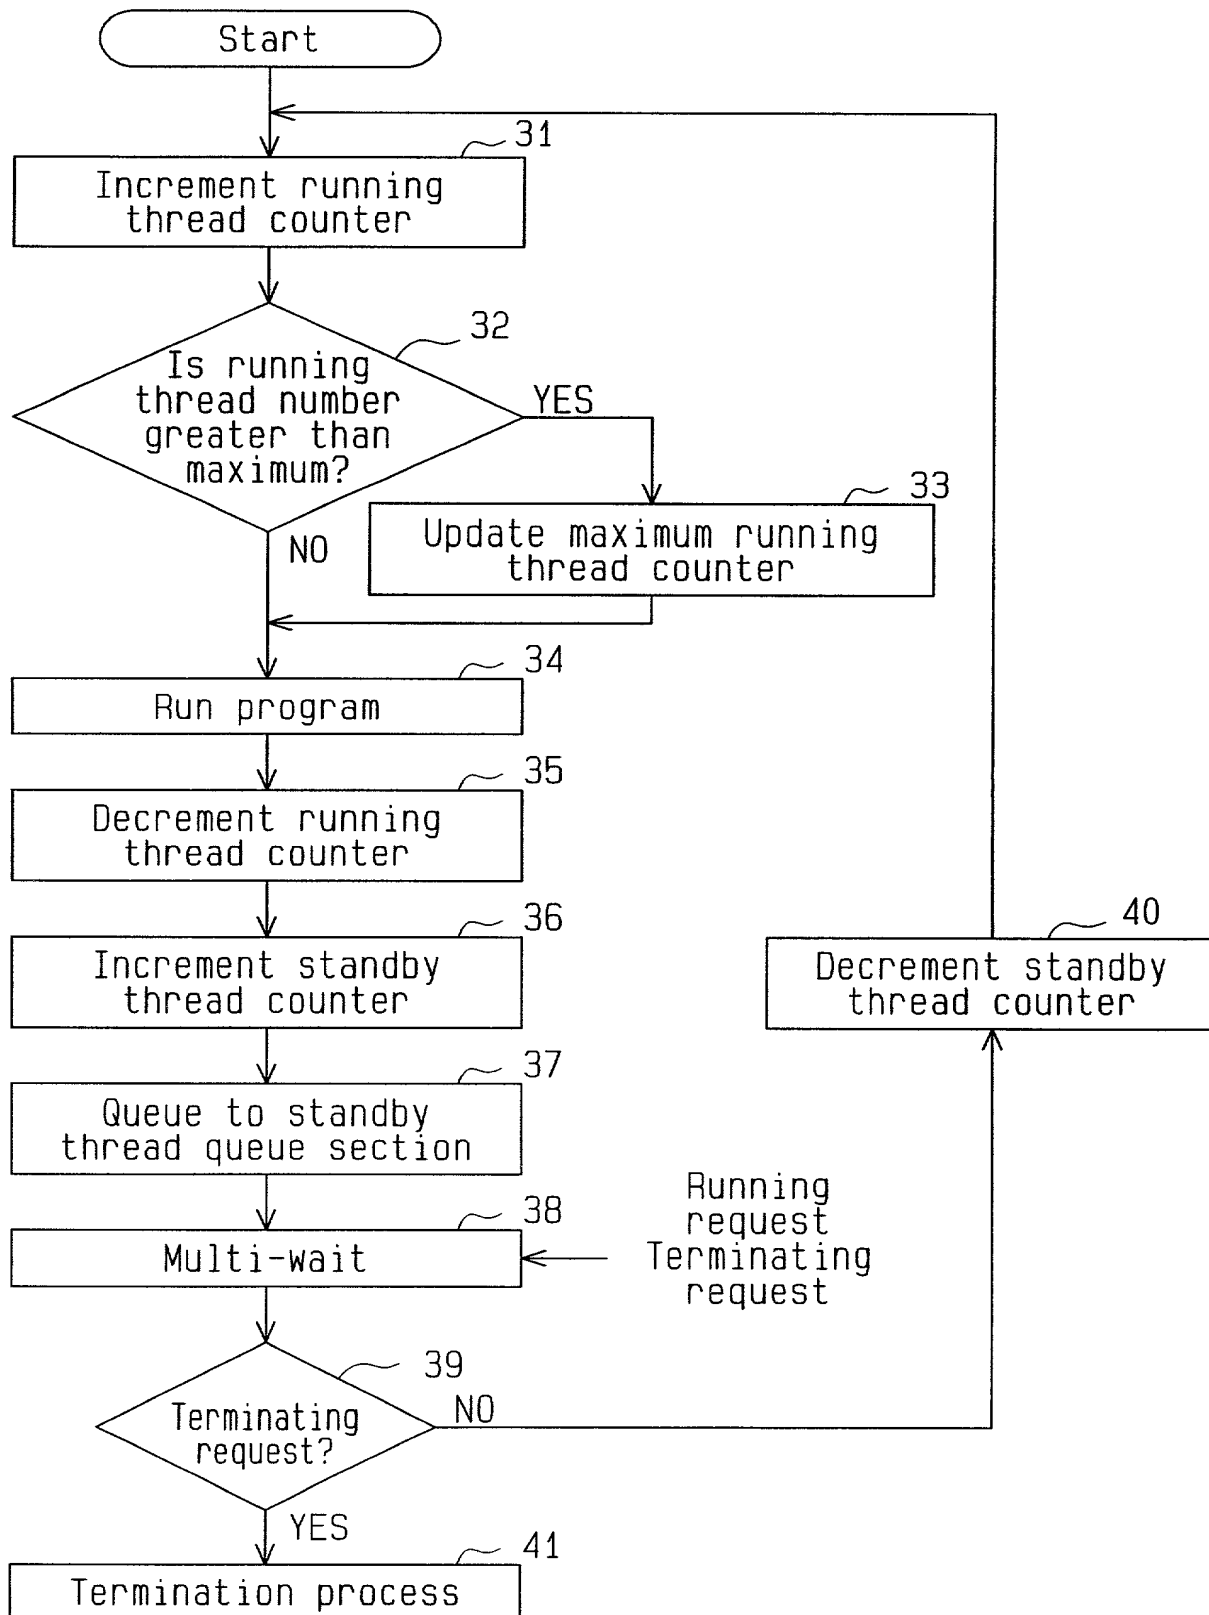 Start
31
Increment running
thread counter
32
Is running
thread number
greater than
maximum?
YES
NO
33
Update maximum running
thread counter
34
Run program
35
Decrement running
thread counter
36
Increment standby
thread counter
40
Decrement standby
thread counter
37
Queue to standby
thread queue section
38
Multi-wait
Running
request
Terminating
request
39
Terminating
request?
NO
YES
41
Termination process